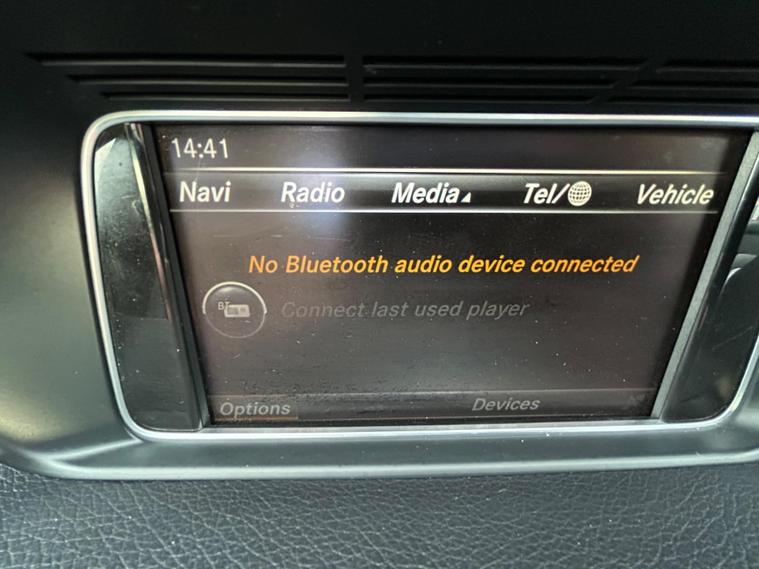 14:41
Navi Radio Media Tel/ Vehicle
No Bluetooth audio device connected
BT
Connect last used player
Options Devices